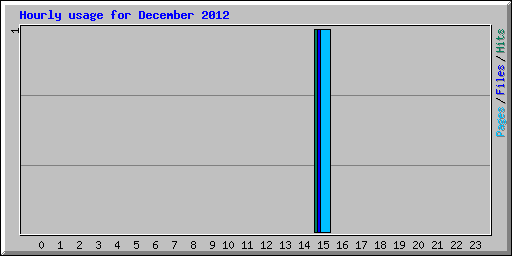 Hourly usage for December 2012
1
Pages/Files/Hits
0 1 2 3 4 5 6 7 8 9 10 11 12 13 14 15 16 17 18 19 20 21 22 23